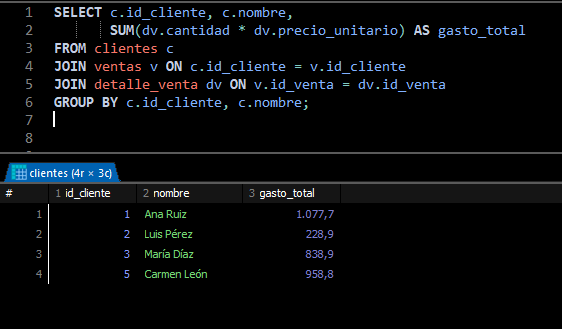 1 SELECT c.id_cliente, c.nombre,
2 SUM(dv.cantidad * dv.precio_unitario) AS gasto_total
3 FROM clientes c
4 JOIN ventas v ON c.id_cliente = v.id_cliente
5 JOIN detalle_venta dv ON v.id_venta = dv.id_venta
6 GROUP BY c.id_cliente, c.nombre;
7
8
clientes (4r × 3c)
# 1 id_cliente 2 nombre 3 gasto_total
1 1 Ana Ruiz 1.077,7
2 2 Luis Pérez 228,9
3 3 María Díaz 838,9
4 5 Carmen León 958,8